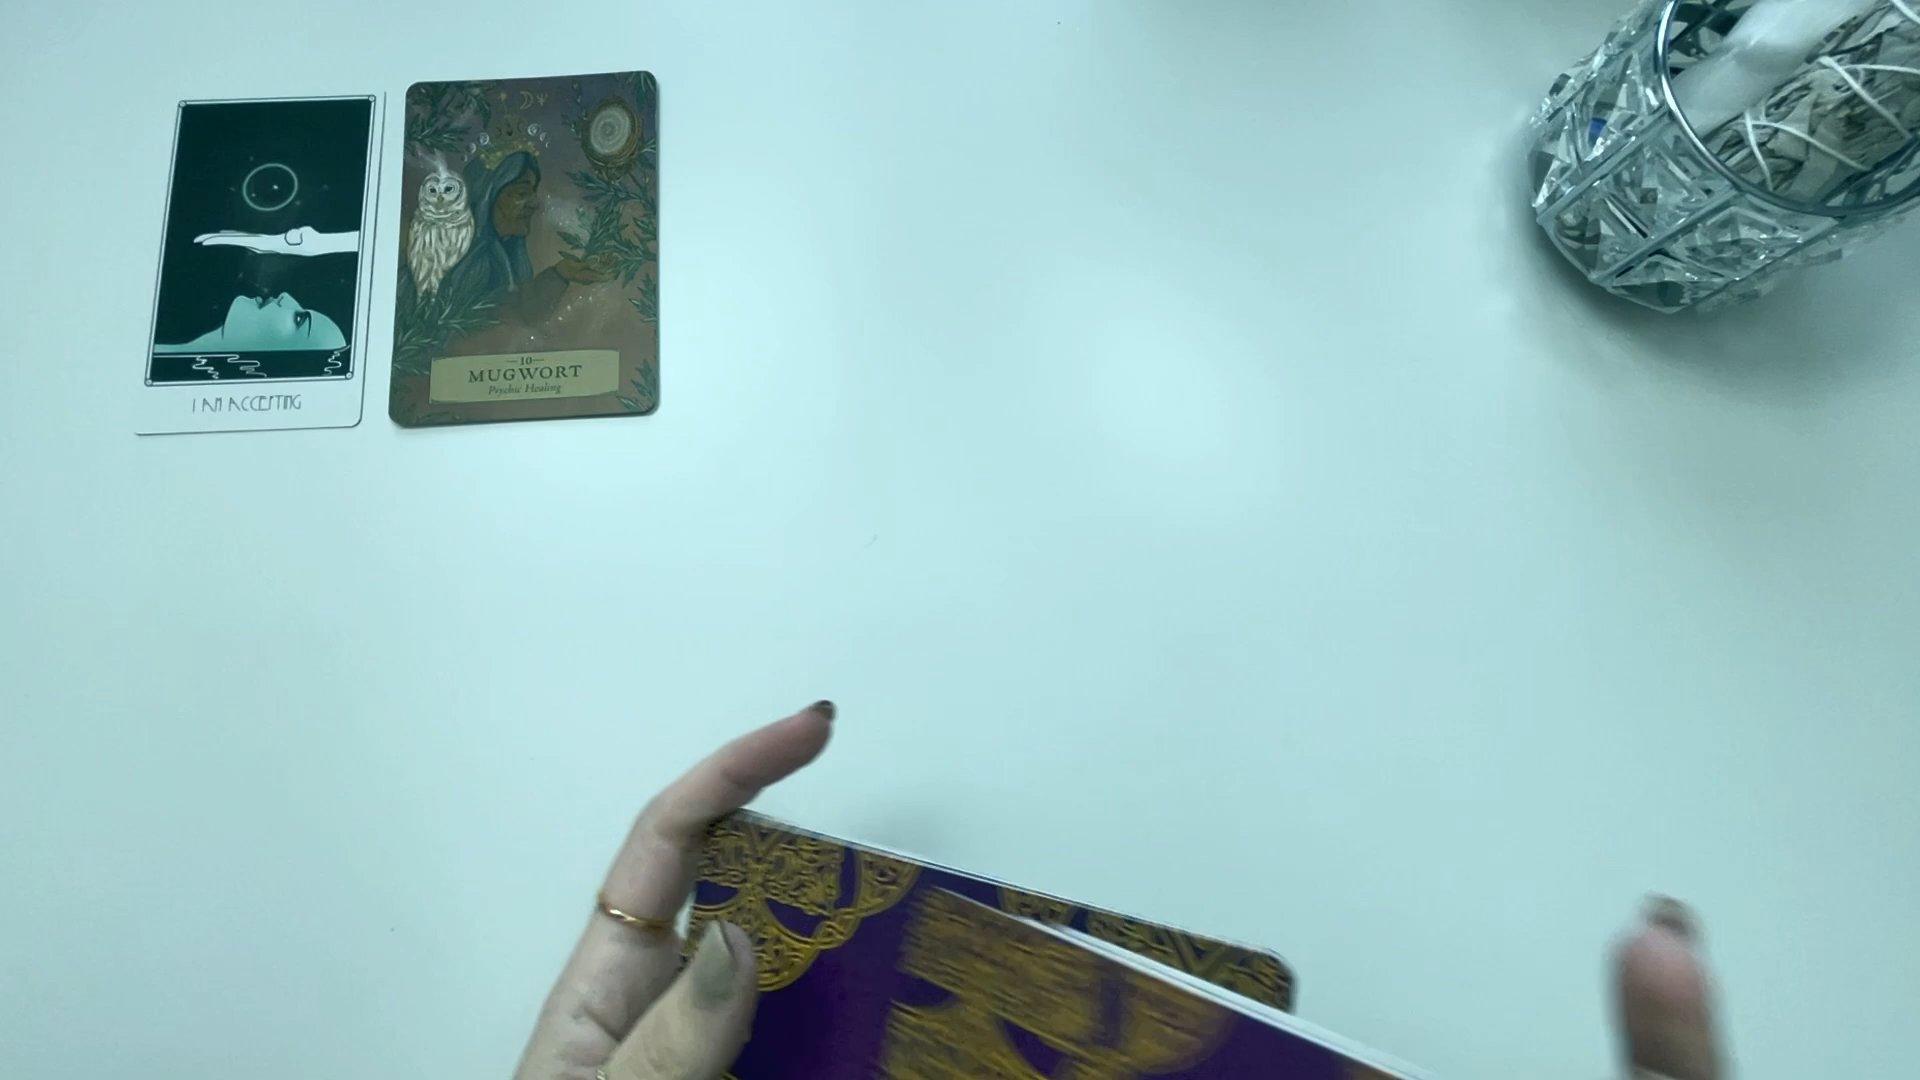 I AM ACCEPTING
—10—
MUGWORT
Psychic Healing